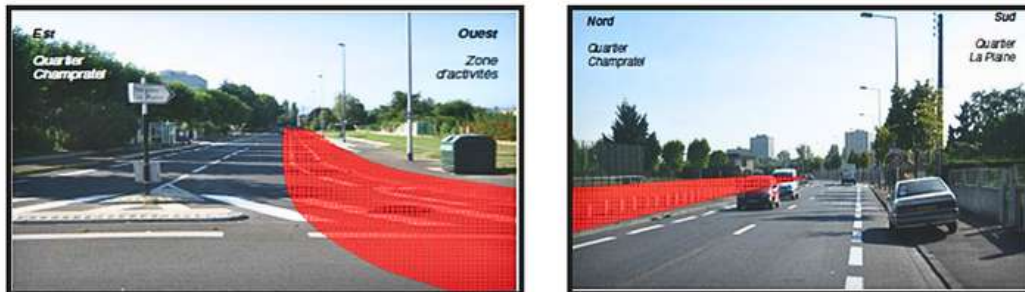 Est
Quartier
Champratel
Ouest
Zone
d'activités
Nord
Quartier
Champratel
Sud
Quartier
La Plaine